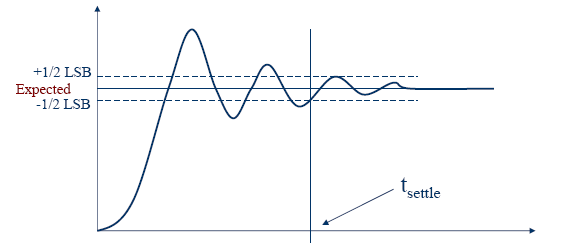 +1/2 LSB
Expected
-1/2 LSB
tsettle